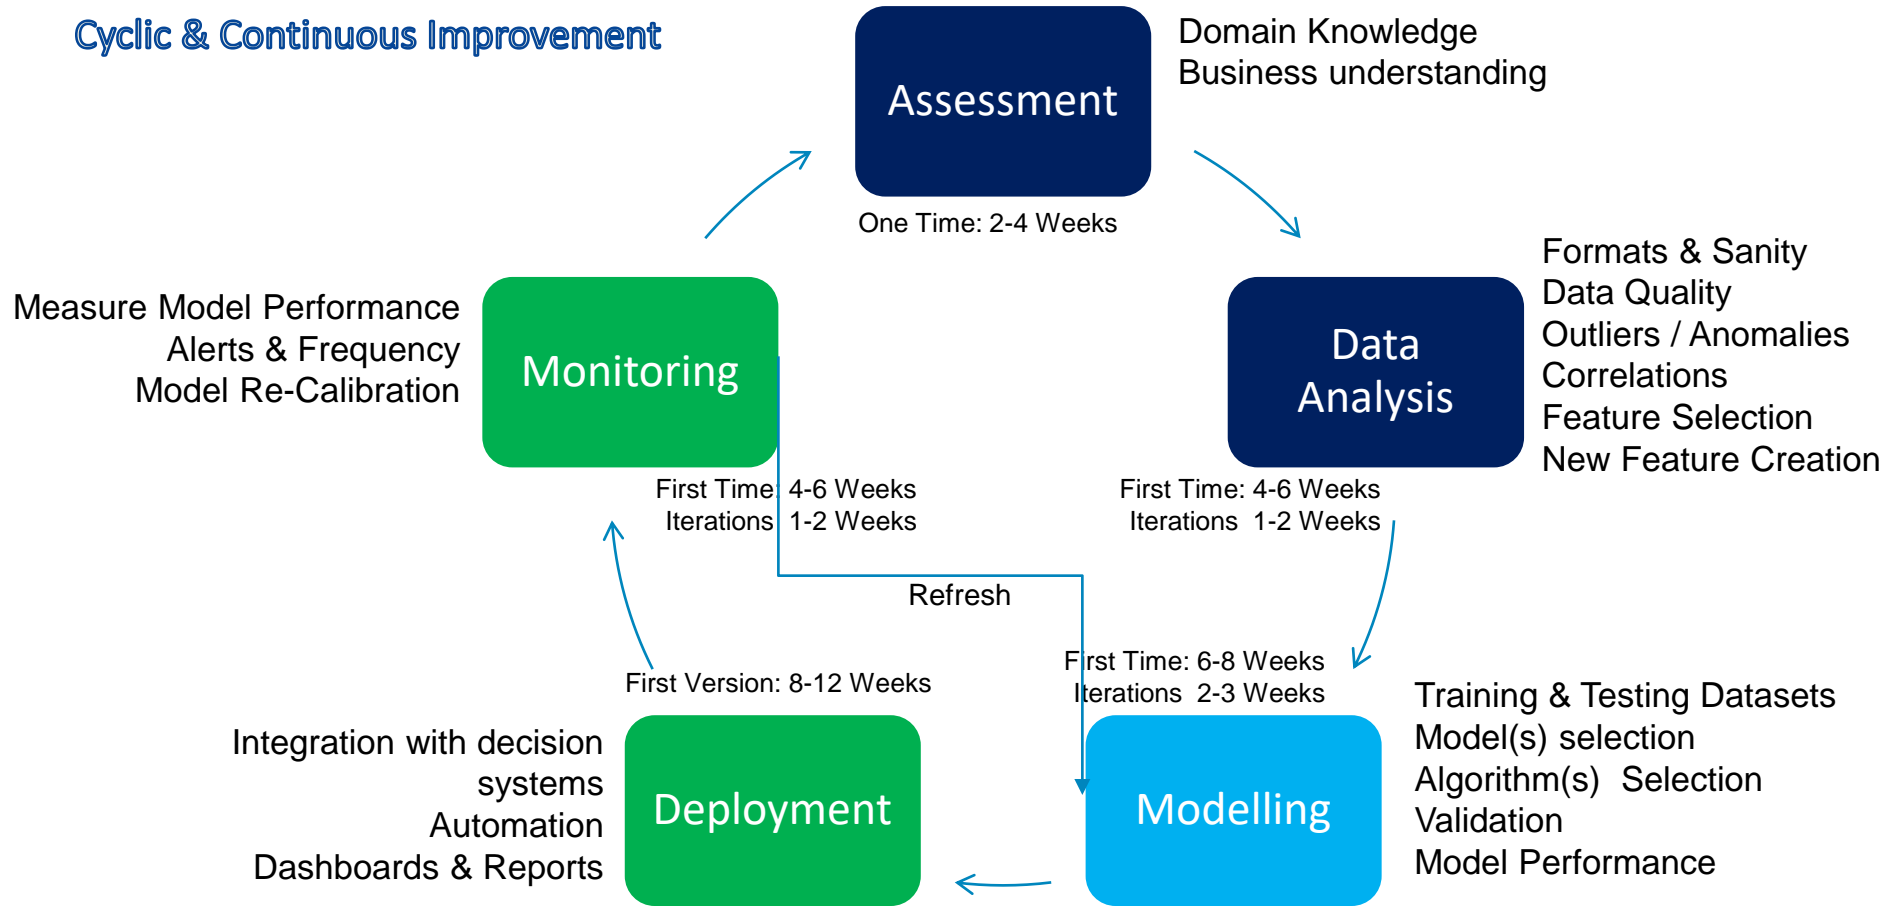 Cyclic & Continuous Improvement
Assessment
Domain Knowledge
Business understanding
One Time: 2-4 Weeks
Data
Analysis
Formats & Sanity
Data Quality
Outliers / Anomalies
Correlations
Feature Selection
New Feature Creation
First Time: 4-6 Weeks
Iterations 1-2 Weeks
Modelling
First Time: 6-8 Weeks
Iterations 2-3 Weeks
Training & Testing Datasets
Model(s) selection
Algorithm(s) Selection
Validation
Model Performance
Deployment
First Version: 8-12 Weeks
Integration with decision
systems
Automation
Dashboards & Reports
Monitoring
Measure Model Performance
Alerts & Frequency
Model Re-Calibration
First Time: 4-6 Weeks
Iterations 1-2 Weeks
Refresh